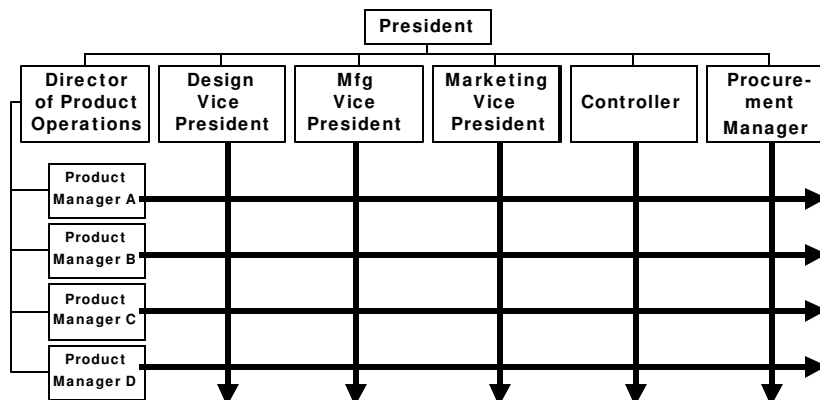 President
Director
of Product
Operations
Design
Vice
President
Mfg
Vice
President
Marketing
Vice
President
Controller
Procure-
ment
Manager
Product
Manager A
Product
Manager B
Product
Manager C
Product
Manager D